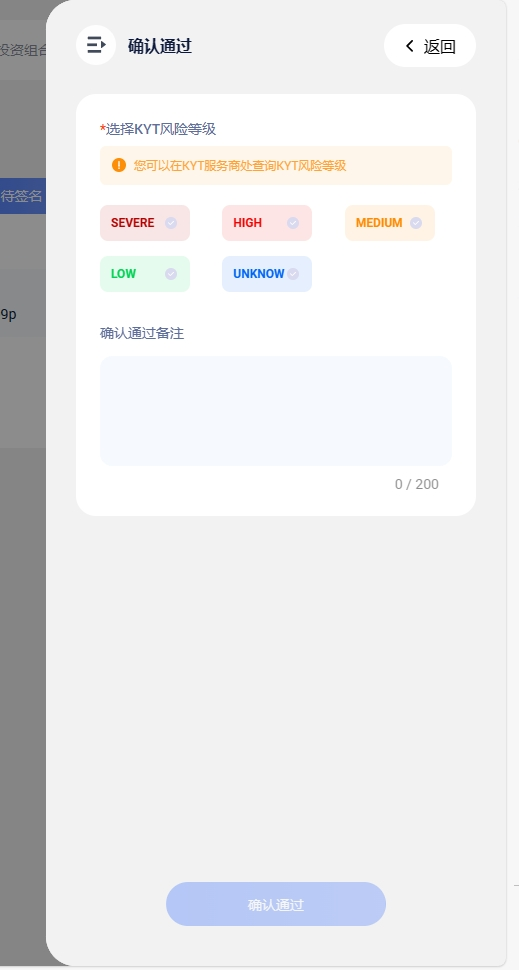 投资组合
确认通过
返回
*选择KYT风险等级
您可以在KYT服务商处查询KYT风险等级
SEVERE
HIGH
MEDIUM
LOW
UNKNOW
待签名
9p
确认通过备注
0 / 200
确认通过